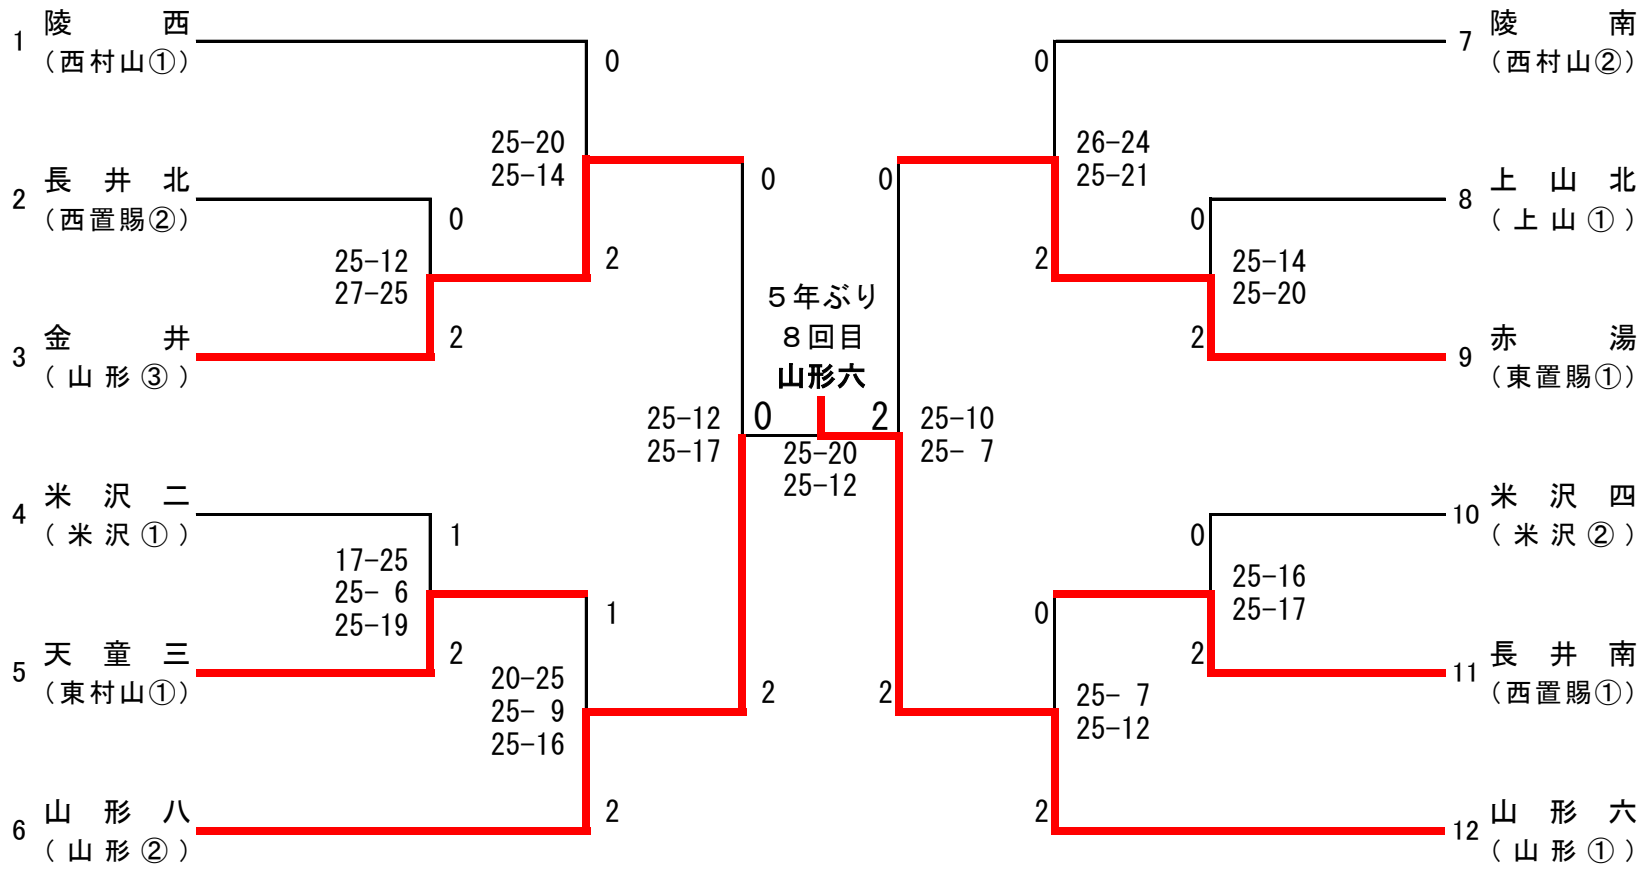 1 陵西
(西村山①)
0
25-20
25-14
2 長井北
(西置賜②)
0
2
25-12
27-25
3 金井
(山形③)
2
0
4 米沢二
(米沢①)
1
17-25
25- 6
25-19
5 天童三
(東村山①)
2
1
20-25
25- 9
25-16
6 山形八
(山形②)
2
2
25-12
25-17
5年ぶり
8回目
山形六
0 2
25-20
25-12
7 陵南
(西村山②)
0
26-24
25-21
8 上山北
(上山①)
0
2
25-14
25-20
9 赤湯
(東置賜①)
2
0
25-10
25- 7
10 米沢四
(米沢②)
0
25-16
25-17
11 長井南
(西置賜①)
2
0
25- 7
25-12
12 山形六
(山形①)
2
2